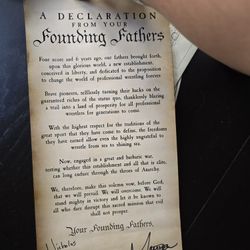 A DECLARATION
FROM YOUR
Founding Fathers
Four score and 6 years ago, our fathers brought forth,
upon this glorious world, a new establishment,
conceived in liberty, and dedicated to the proposition
to change the world of professional wrestling forever
Brave pioneers, selflessly turning their backs on the
guaranteed riches of the status quo, thanklessly blazing
a trail into a land of prosperity for all professional
wrestlers for generations to come.
With the highest respect for the traditions of the
great sport that they have come to define, the freedoms
they have earned allow even the highly ungrateful to
wrestle from sea to shining sea.
Now, engaged in a great and barbaric war,
testing whether this establishment and all that is elite,
can long endure through the throes of Anarchy.
We, therefore, make this solemn vow, before God,
that we will prevail. We will overcome. We will
stand mighty in victory and let it be known to
all who dare disrupt this sacred mission that evil
shall not prosper.
Your Founding Fathers,
Nicholas